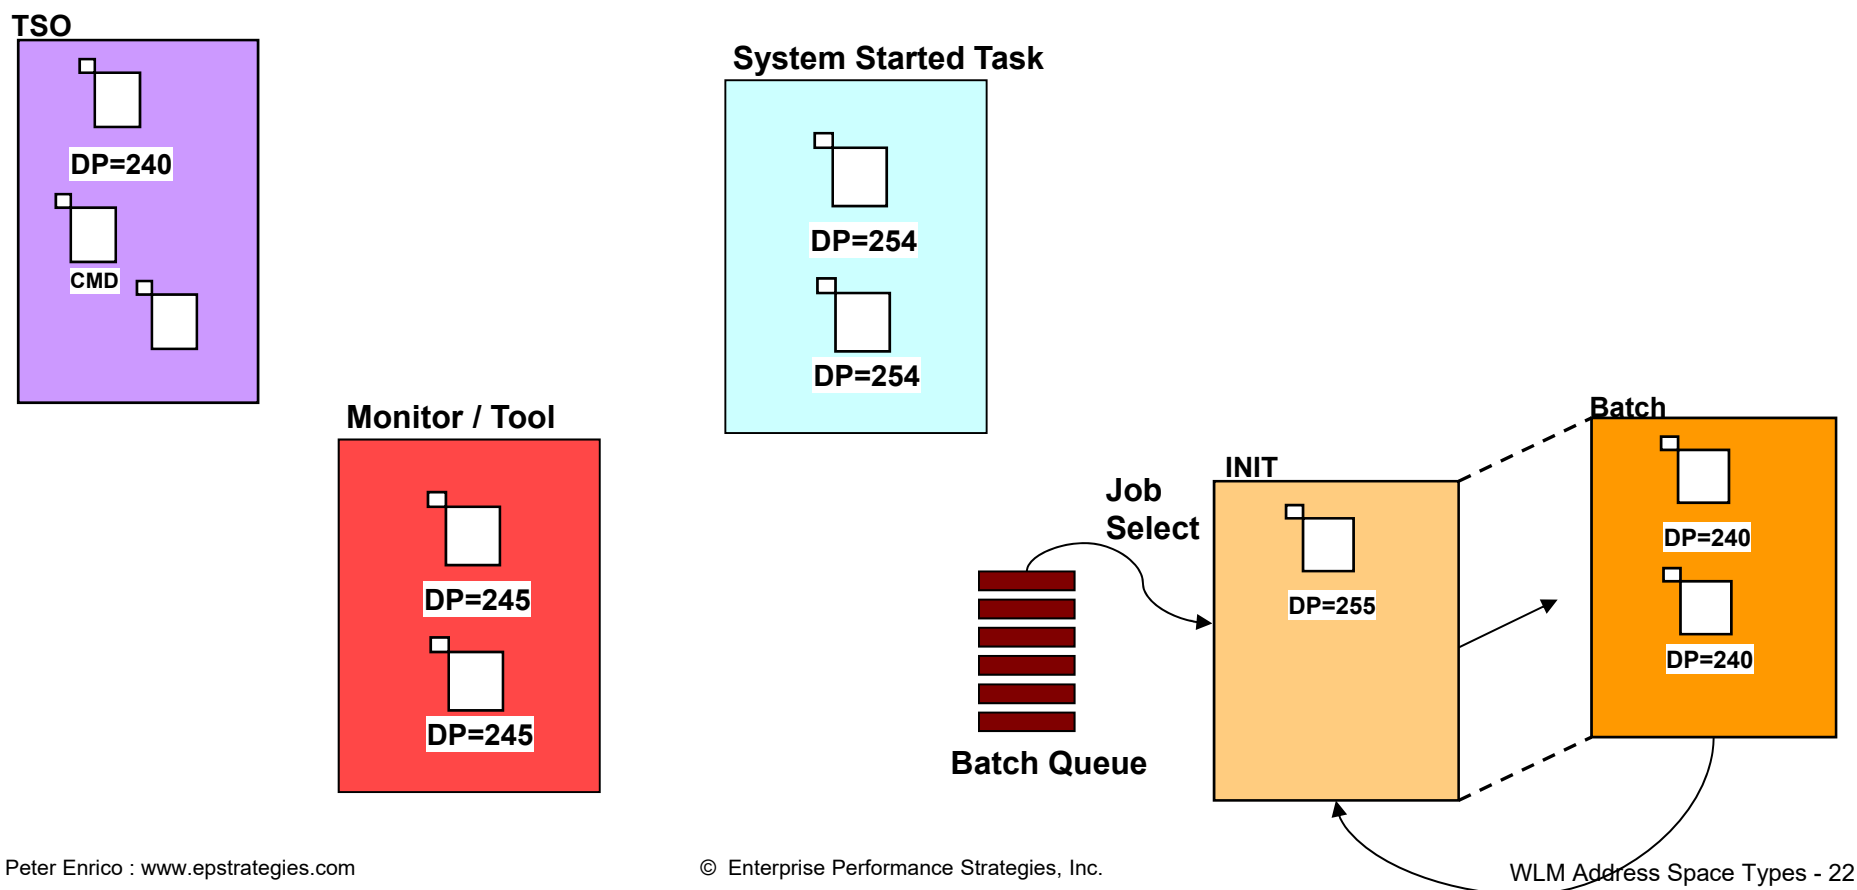 TSO
DP=240
CMD
System Started Task
DP=254
DP=254
Monitor / Tool
DP=245
DP=245
Job
Select
Batch Queue
INIT
DP=255
Batch
DP=240
DP=240
Peter Enrico : www.epstrategies.com
© Enterprise Performance Strategies, Inc.
WLM Address Space Types - 22